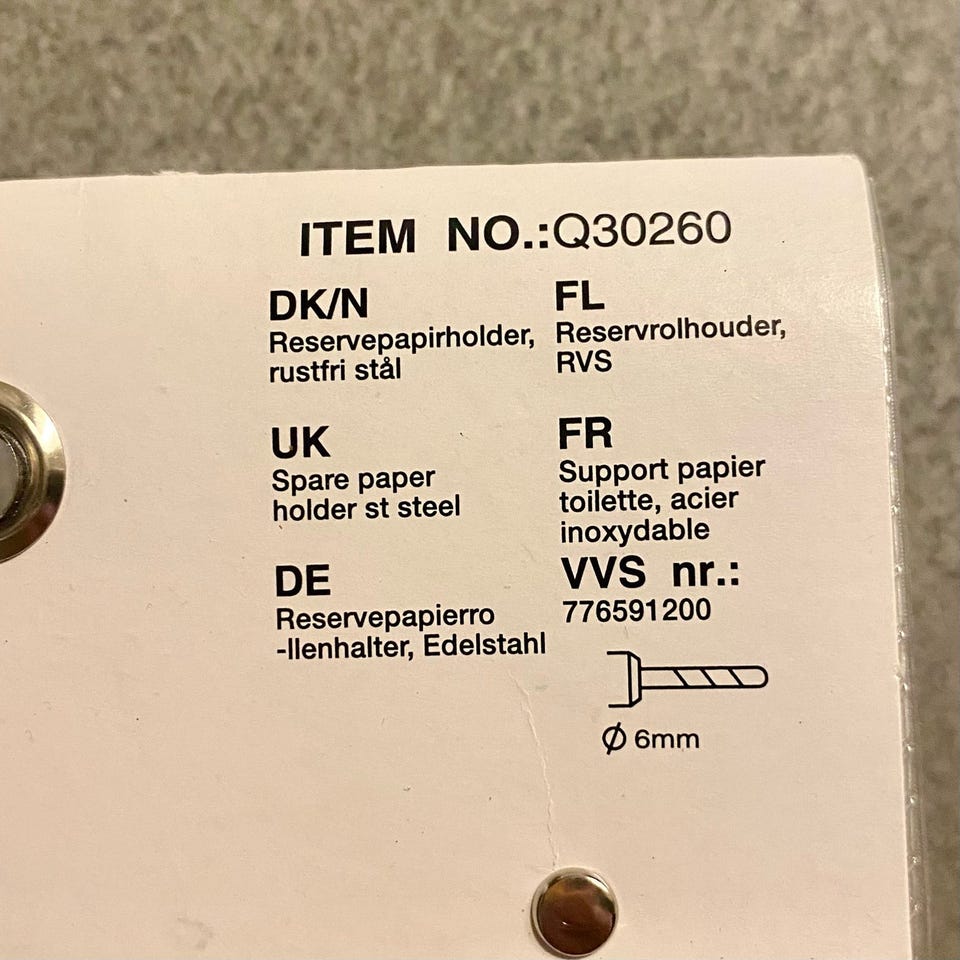 ITEM NO.:Q30260
DK/N
Reservepapirholder,
rustfri stål
UK
Spare paper
holder st steel
DE
Reservepapierro
-llenhalter, Edelstahl
FL
Reservrolhouder,
RVS
FR
Support papier
toilette, acier
inoxydable
VVS nr.:
776591200
Ø 6mm